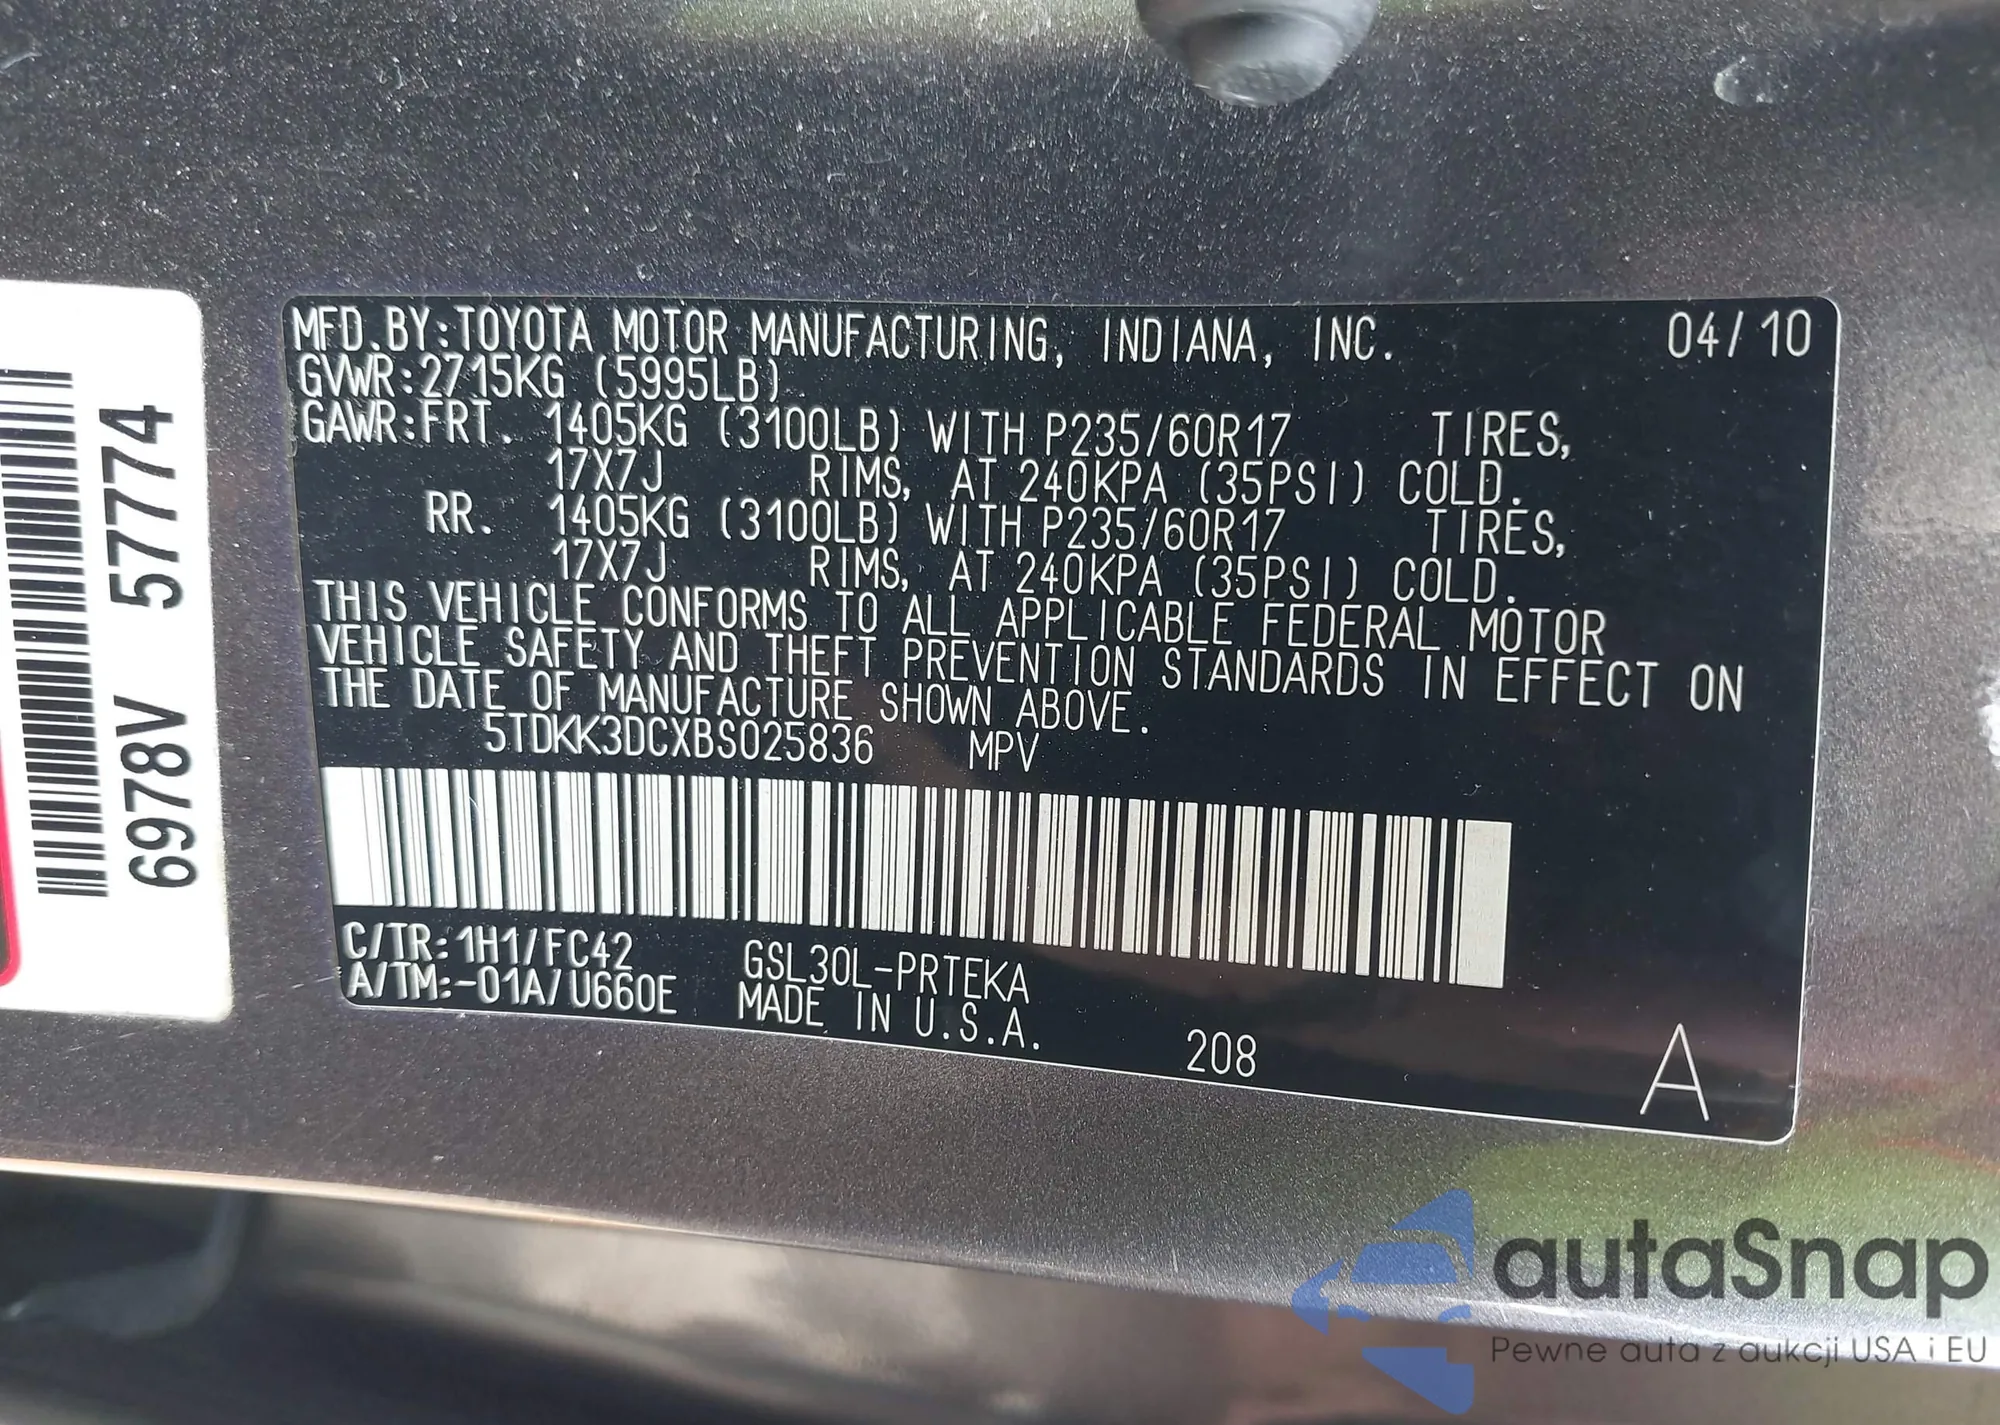 MFD.BY:TOYOTA MOTOR MANUFACTURING, INDIANA, INC. 04/10
GVWR:2715KG (5995LB)
GAWR:FRT. 1405KG (3100LB) WITH P235/60R17 TIRES,
17X7J RIMS, AT 240KPA (35PSI) COLD.
RR. 1405KG (3100LB) WITH P235/60R17 TIRES,
17X7J RIMS, AT 240KPA (35PSI) COLD.
THIS VEHICLE CONFORMS TO ALL APPLICABLE FEDERAL MOTOR
VEHICLE SAFETY AND THEFT PREVENTION STANDARDS IN EFFECT ON
THE DATE OF MANUFACTURE SHOWN ABOVE.
5TDKK3DCXBS025836 MPV
C/TR:1H1/FC42 GSL30L-PRTEKA
A/TM:-01A/U660E MADE IN U.S.A.
208 A
6978V 57774
autaSnap
Pewne auta z aukcji USA i EU